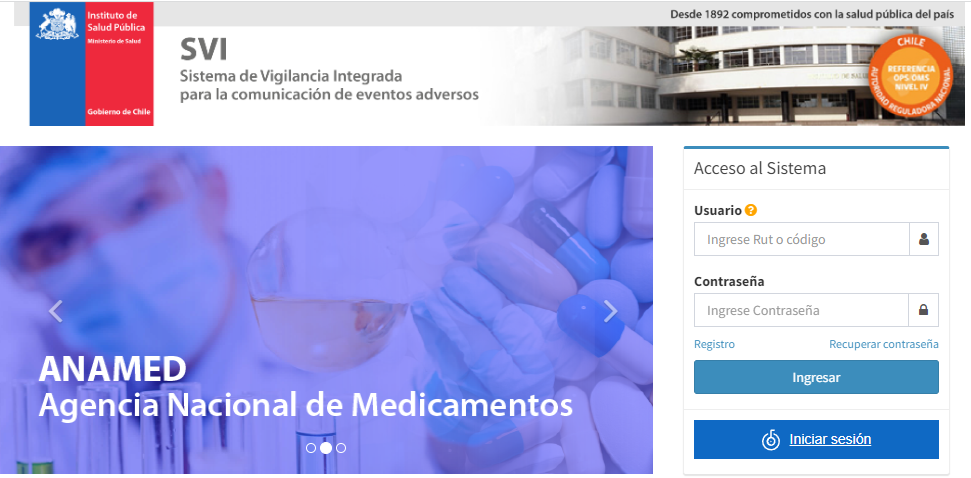 Instituto de
Salud Pública
Ministerio de Salud
Gobierno de Chile
Desde 1892 comprometidos con la salud pública del país
SVI
Sistema de Vigilancia Integrada
para la comunicación de eventos adversos
CHILE
REFERENCIA
OPS/OMS
NIVEL IV
AUTORIDAD REGULADORA NACIONAL
ANAMED
Agencia Nacional de Medicamentos
Acceso al Sistema
Usuario ?
Ingrese Rut o código
Contraseña
Ingrese Contraseña
Registro Recuperar contraseña
Ingresar
Iniciar sesión